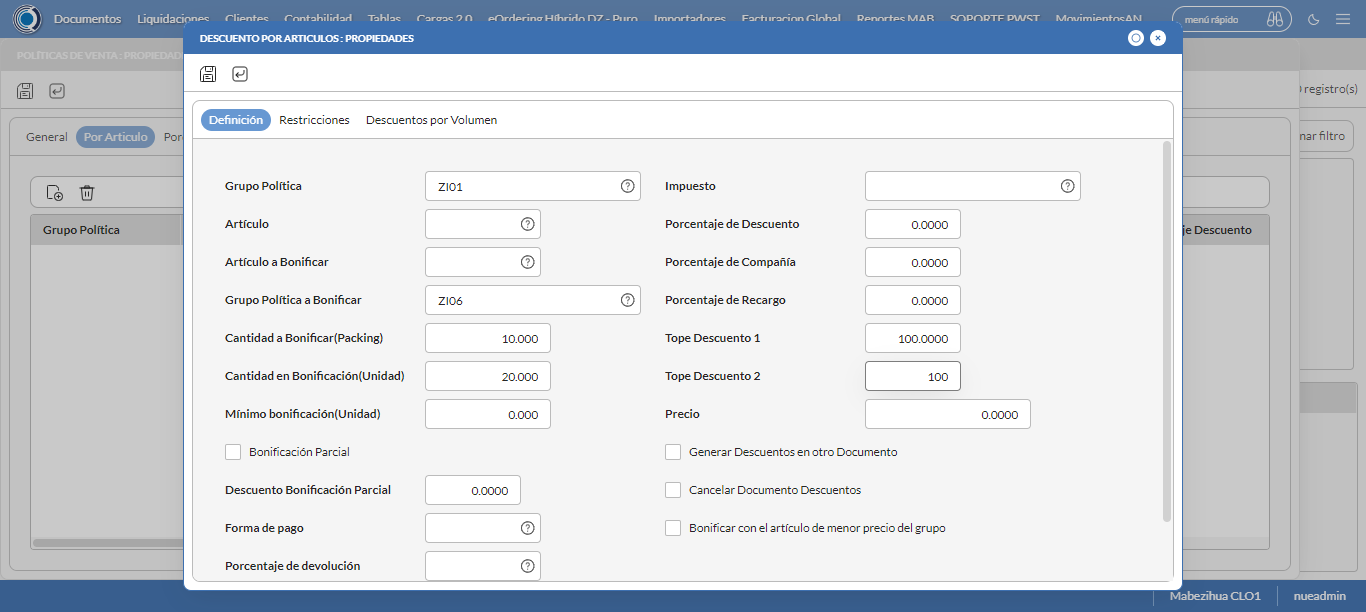 Documentos Liquidaciones Clientes Contabilidad Tablas Cargas 2.0 eOrdering Híbrido DZ - Puro Importadores Facturacion Global Reportes MAB SOPORTE PWST MovimientosAN menú rápido
DESCUENTO POR ARTICULOS : PROPIEDADES
POLÍTICAS DE VENTA : PROPIEDAD
registro(s)
General Por Articulo Por
Definición Restricciones Descuentos por Volumen
nar filtro
Grupo Política ZI01 Impuesto
Artículo Porcentaje de Descuento 0.0000
Grupo Política
je Descuento
Artículo a Bonificar Porcentaje de Compañía 0.0000
Grupo Política a Bonificar ZI06 Porcentaje de Recargo 0.0000
Cantidad a Bonificar(Packing) 10.000 Tope Descuento 1 100.0000
Cantidad en Bonificación(Unidad) 20.000 Tope Descuento 2 100
Mínimo bonificación(Unidad) 0.000 Precio 0.0000
Bonificación Parcial Generar Descuentos en otro Documento
Descuento Bonificación Parcial 0.0000 Cancelar Documento Descuentos
Forma de pago Bonificar con el artículo de menor precio del grupo
Porcentaje de devolución
Mabezihua CLO1 nueadmin